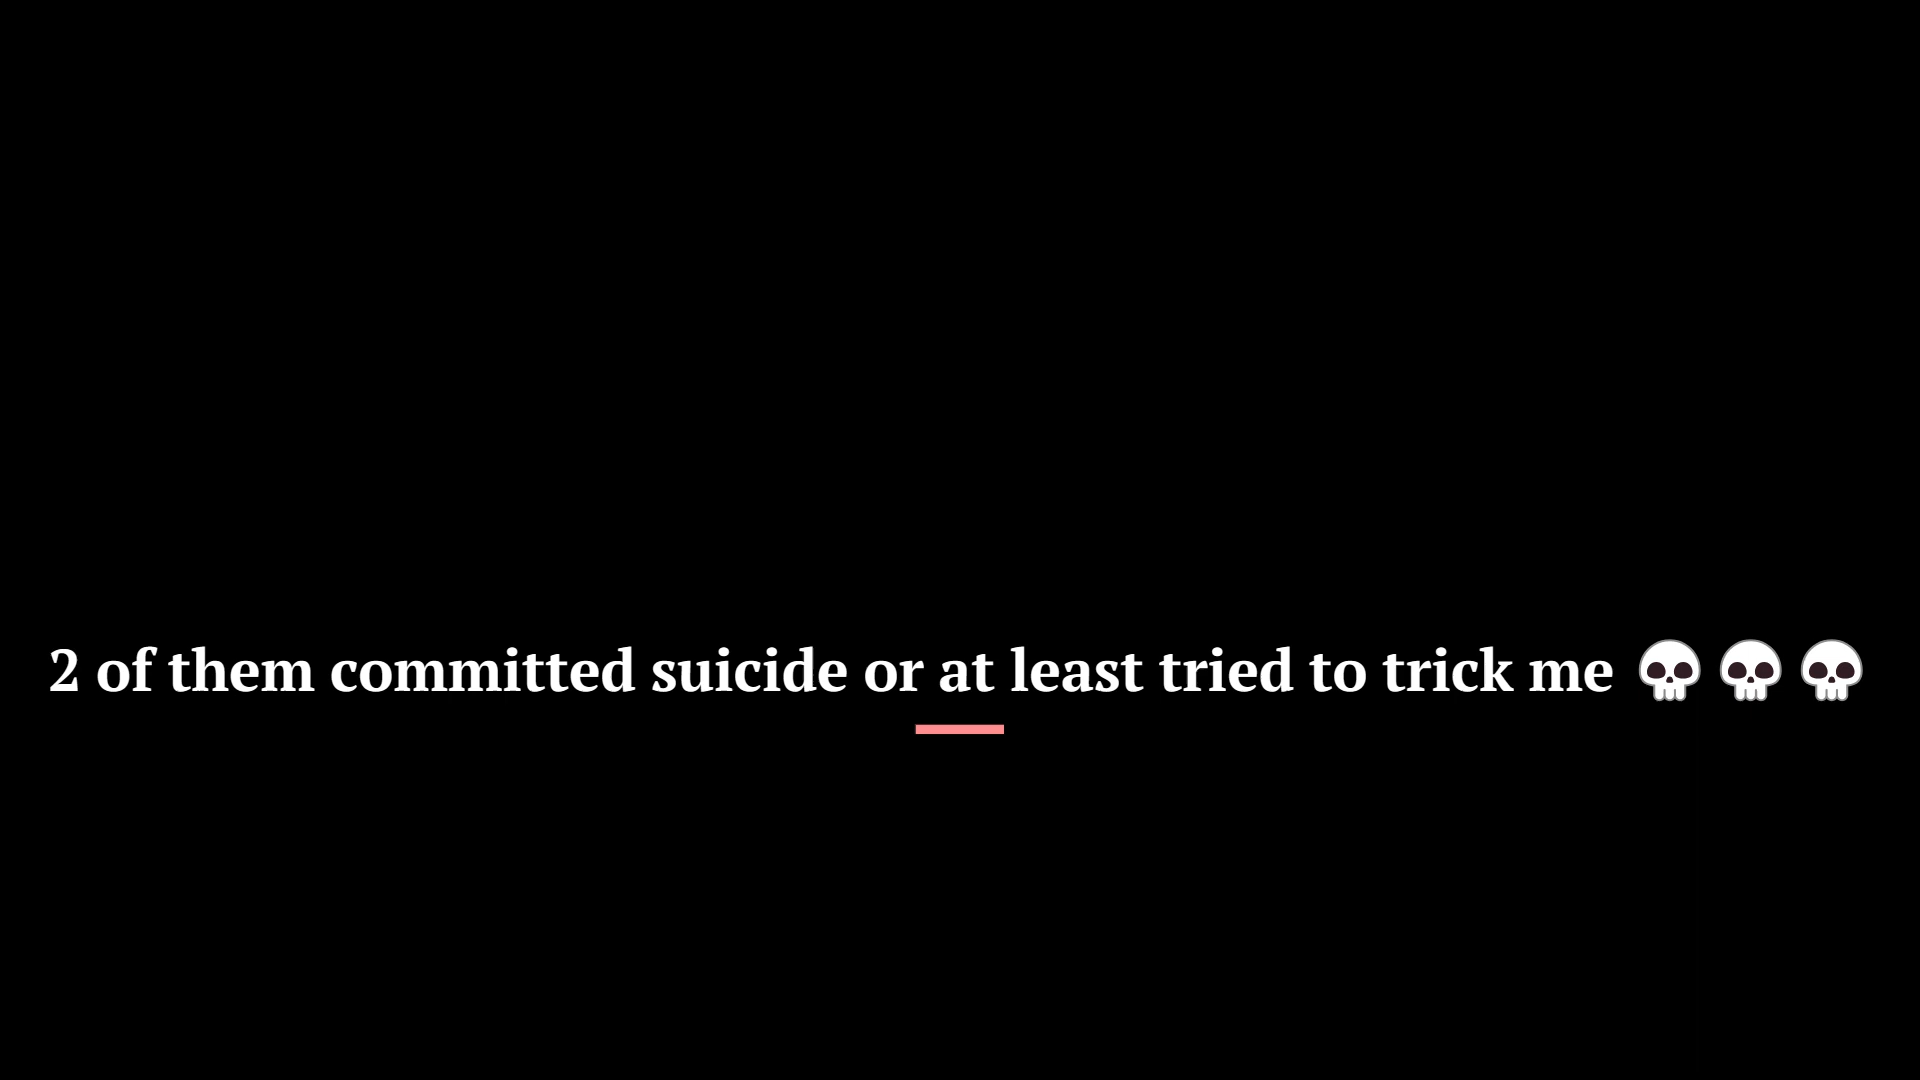 2 of them committed suicide or at least tried to trick me 💀💀💀